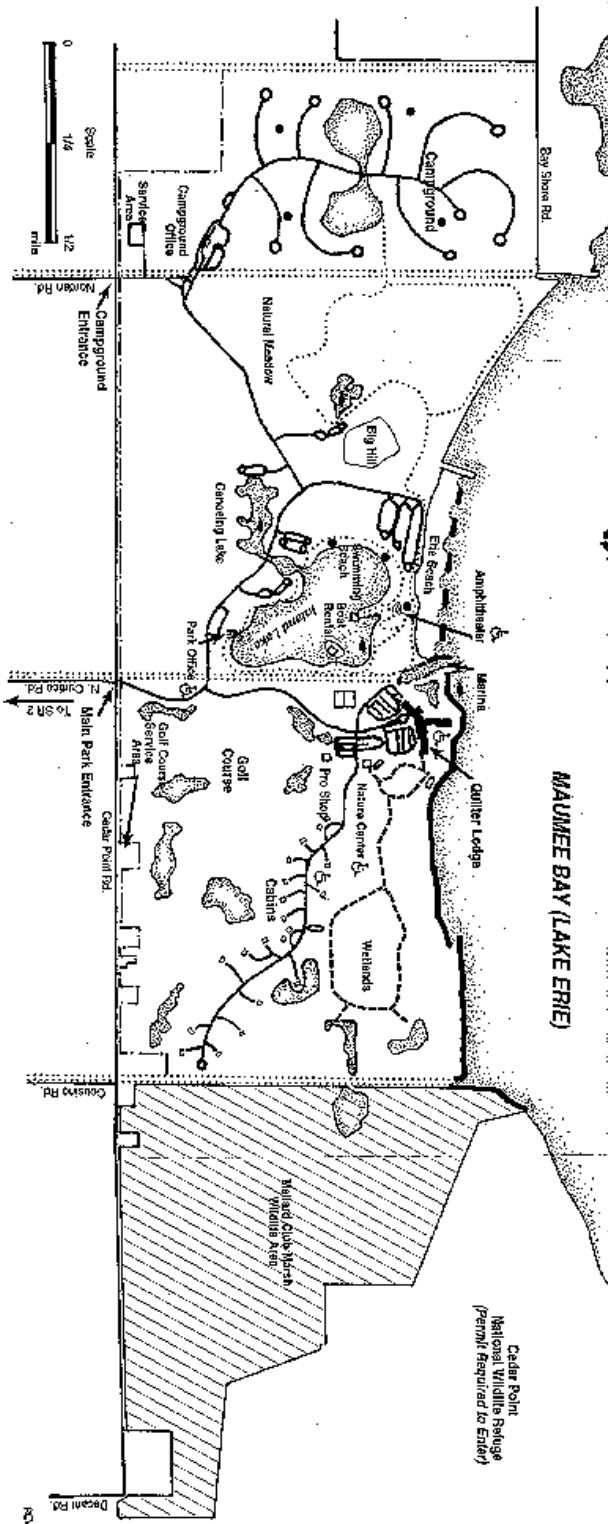 MAUMEE BAY (LAKE ERIE)
Cedar Point
National Wildlife Refuge
(Permit Required to Enter)
Bay Shore Rd.
Campground
Campground
Office
Service
Area
Scale
0
1/4
1/2
mile
Norden Rd.
Campground
Entrance
Natural Meadow
Big Hill
Canoeing Lake
Erie Beach
Amphitheater
Marina
Swimming
Beach
Boat
Rental
Inland Lake
Park Office
Quilter Lodge
N. Curtice Rd.
To SR 2
Main Park Entrance
Golf Course
Service
Area
Cedar Point Rd.
Golf
Course
Pro Shop
Nature Center
Cabins
Wetlands
Cousins Rd.
Mallard Club Marsh
Wildlife Area
Decant Rd.